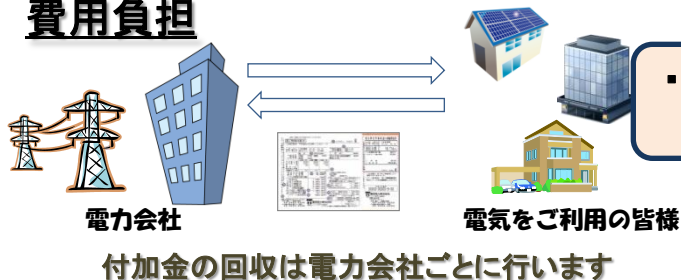 費用負担
電力会社
電気をご利用の皆様
付加金の回収は電力会社ごとに行います